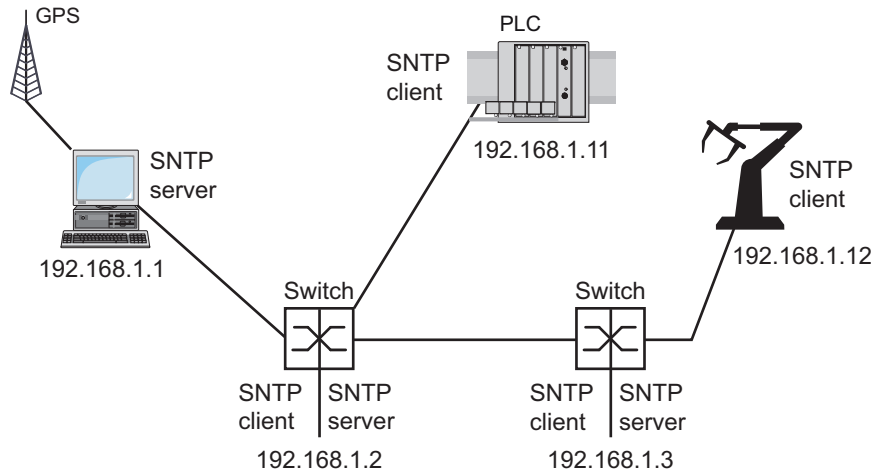 GPS
PLC
SNTP
client
192.168.1.11
SNTP
server
192.168.1.1
SNTP
client
192.168.1.12
Switch
Switch
SNTP
client
SNTP
server
192.168.1.2
SNTP
client
SNTP
server
192.168.1.3